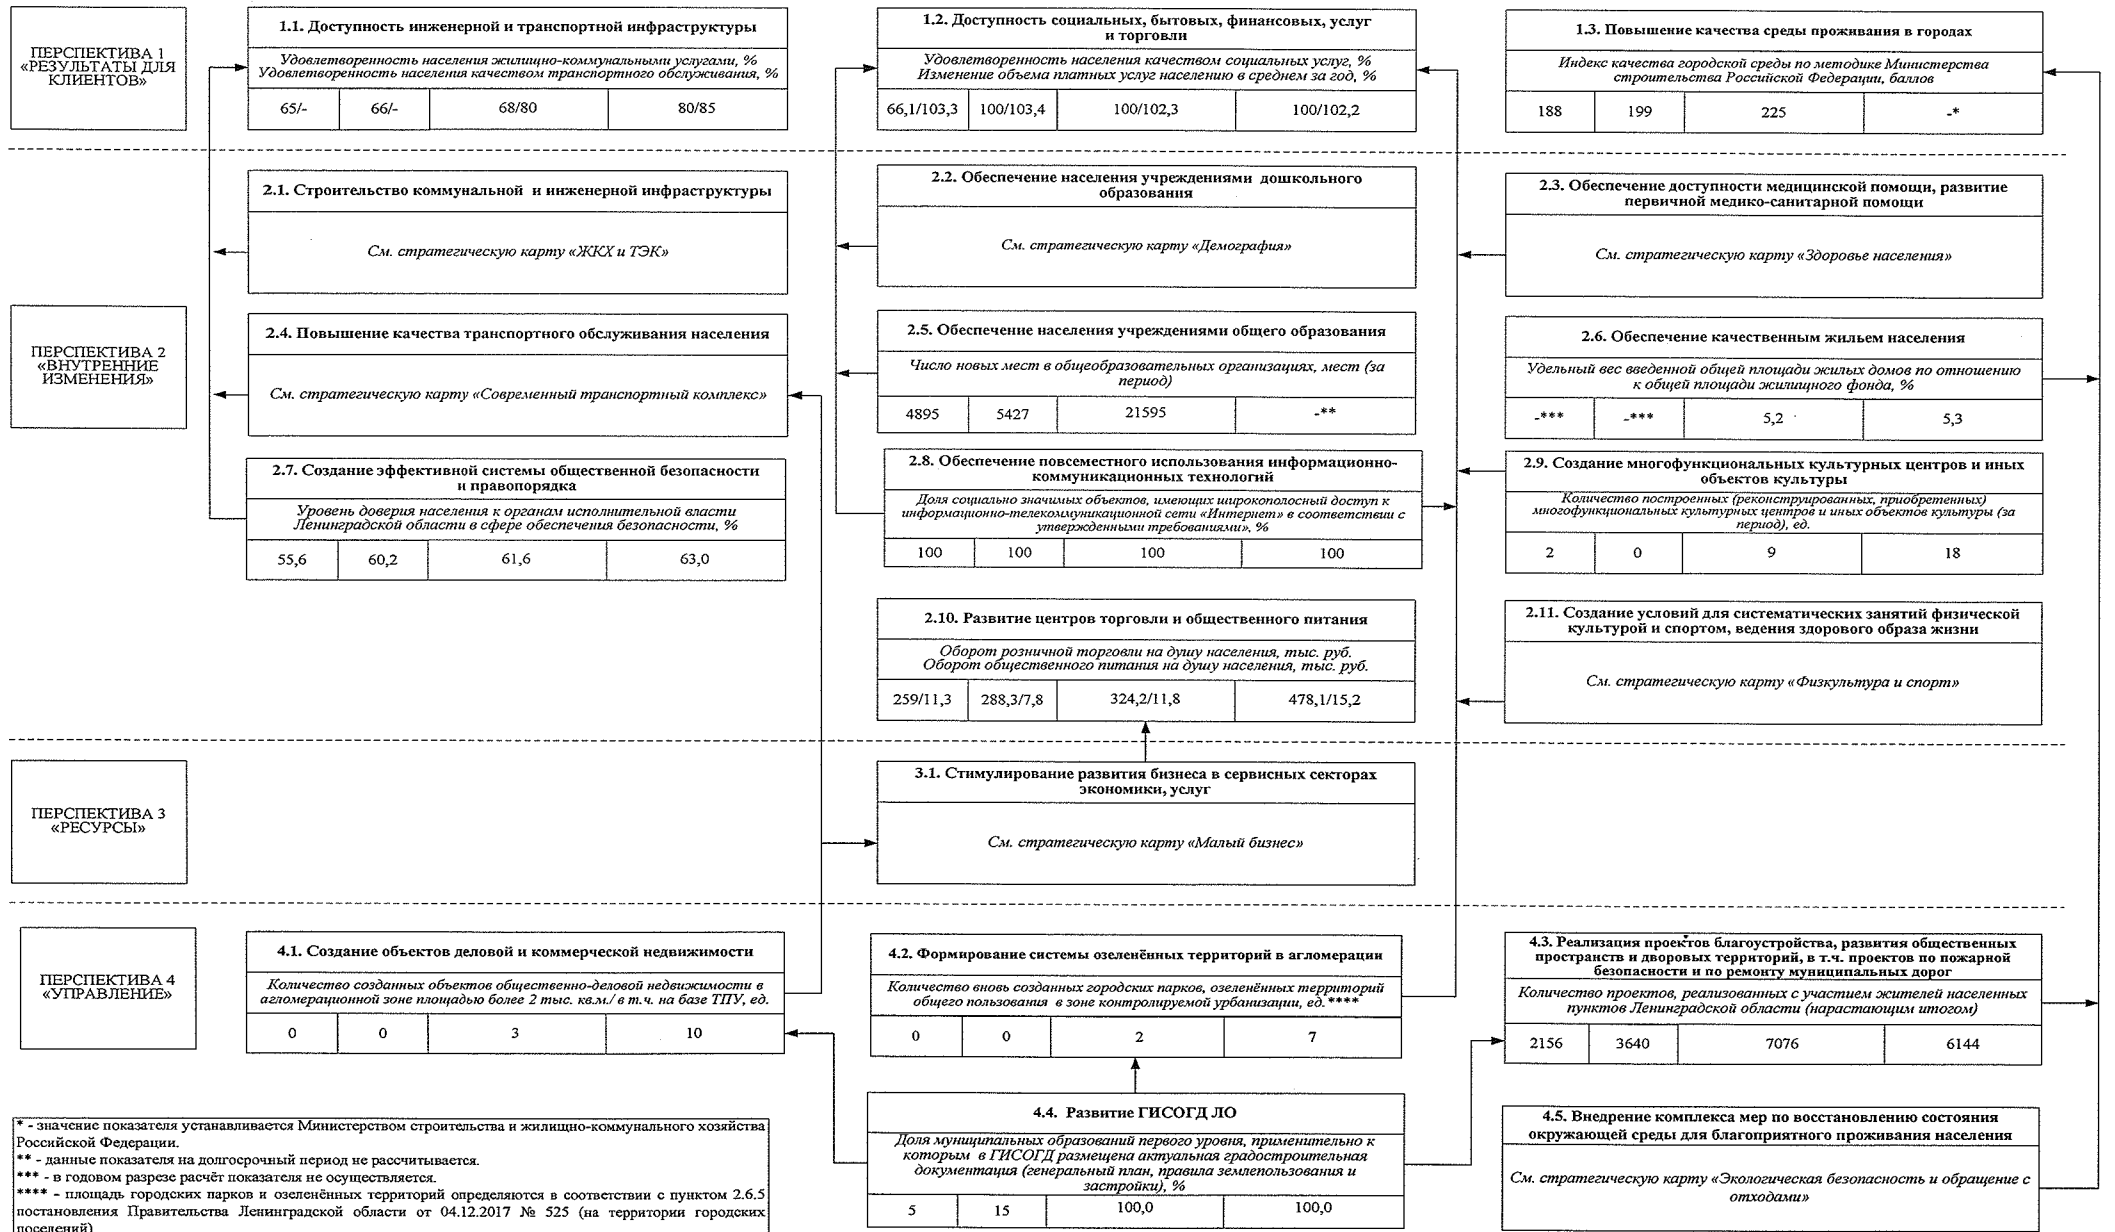 ПЕРСПЕКТИВА 1
«РЕЗУЛЬТАТЫ ДЛЯ
КЛИЕНТОВ»
1.1. Доступность инженерной и транспортной инфраструктуры
Удовлетворенность населения жилищно-коммунальными услугами, %
Удовлетворенность населения качеством транспортного обслуживания, %
65/- 66/- 68/80 80/85
1.2. Доступность социальных, бытовых, финансовых, услуг
и торговли
Удовлетворенность населения качеством социальных услуг, %
Изменение объема платных услуг населению в среднем за год, %
66,1/103,3 100/103,4 100/102,3 100/102,2
1.3. Повышение качества среды проживания в городах
Индекс качества городской среды по методике Министерства
строительства Российской Федерации, баллов
188 199 225 -*
ПЕРСПЕКТИВА 2
«ВНУТРЕННИЕ
ИЗМЕНЕНИЯ»
2.1. Строительство коммунальной и инженерной инфраструктуры
См. стратегическую карту «ЖКХ и ТЭК»
2.2. Обеспечение населения учреждениями дошкольного
образования
См. стратегическую карту «Демография»
2.3. Обеспечение доступности медицинской помощи, развитие
первичной медико-санитарной помощи
См. стратегическую карту «Здоровье населения»
2.4. Повышение качества транспортного обслуживания населения
См. стратегическую карту «Современный транспортный комплекс»
2.5. Обеспечение населения учреждениями общего образования
Число новых мест в общеобразовательных организациях, мест (за
период)
4895 5427 21595 -**
2.6. Обеспечение качественным жильем населения
Удельный вес введенной общей площади жилых домов по отношению
к общей площади жилищного фонда, %
-*** -*** 5,2 5,3
2.7. Создание эффективной системы общественной безопасности
и правопорядка
Уровень доверия населения к органам исполнительной власти
Ленинградской области в сфере обеспечения безопасности, %
55,6 60,2 61,6 63,0
2.8. Обеспечение повсеместного использования информационно-
коммуникационных технологий
Доля социально значимых объектов, имеющих широкополосный доступ к
информационно-телекоммуникационной сети «Интернет» в соответствии с
утвержденными требованиями», %
100 100 100 100
2.9. Создание многофункциональных культурных центров и иных
объектов культуры
Количество построенных (реконструированных, приобретенных)
многофункциональных культурных центров и иных объектов культуры (за
период), ед.
2 0 9 18
2.10. Развитие центров торговли и общественного питания
Оборот розничной торговли на душу населения, тыс. руб.
Оборот общественного питания на душу населения, тыс. руб.
259/11,3 288,3/7,8 324,2/11,8 478,1/15,2
2.11. Создание условий для систематических занятий физической
культурой и спортом, ведения здорового образа жизни
См. стратегическую карту «Физкультура и спорт»
ПЕРСПЕКТИВА 3
«РЕСУРСЫ»
3.1. Стимулирование развития бизнеса в сервисных секторах
экономики, услуг
См. стратегическую карту «Малый бизнес»
ПЕРСПЕКТИВА 4
«УПРАВЛЕНИЕ»
4.1. Создание объектов деловой и коммерческой недвижимости
Количество созданных объектов общественно-деловой недвижимости в
агломерационной зоне площадью более 2 тыс. кв.м./ в т.ч. на базе ТПУ, ед.
0 0 3 10
4.2. Формирование системы озеленённых территорий в агломерации
Количество вновь созданных городских парков, озеленённых территорий
общего пользования в зоне контролируемой урбанизации, ед. ****
0 0 2 7
4.3. Реализация проектов благоустройства, развития общественных
пространств и дворовых территорий, в т.ч. проектов по пожарной
безопасности и по ремонту муниципальных дорог
Количество проектов, реализованных с участием жителей населенных
пунктов Ленинградской области (нарастающим итогом)
2156 3640 7076 6144
4.4. Развитие ГИСОГД ЛО
Доля муниципальных образований первого уровня, применительно к
которым в ГИСОГД размещена актуальная градостроительная
документация (генеральный план, правила землепользования и
застройки), %
5 15 100,0 100,0
4.5. Внедрение комплекса мер по восстановлению состояния
окружающей среды для благоприятного проживания населения
См. стратегическую карту «Экологическая безопасность и обращение с
отходами»
* - значение показателя устанавливается Министерством строительства и жилищно-коммунального хозяйства
Российской Федерации.
** - данные показателя на долгосрочный период не рассчитывается.
*** - в годовом разрезе расчёт показателя не осуществляется.
**** - площадь городских парков и озеленённых территорий определяются в соответствии с пунктом 2.6.5
постановления Правительства Ленинградской области от 04.12.2017 № 525 (на территории городских
поселений)